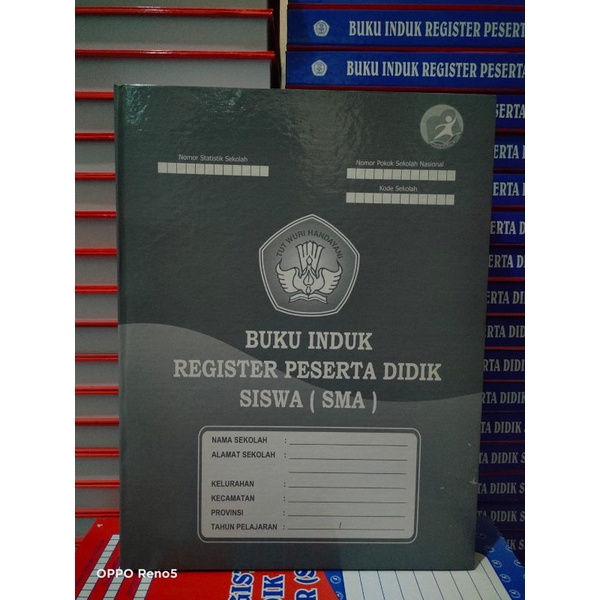 BUKU INDUK REGISTER PESER
BUKU INDUK REGISTER PESERTA
Nomor Statistik Sekolah
Nomor Pokok Sekolah Nasional
Kode Sekolah
TUT WURI HANDAYANI
BUKU INDUK
REGISTER PESERTA DIDIK
SISWA ( SMA )
NAMA SEKOLAH :
ALAMAT SEKOLAH :
KELURAHAN :
KECAMATAN :
PROVINSI :
TAHUN PELAJARAN : /
OPPO Reno5